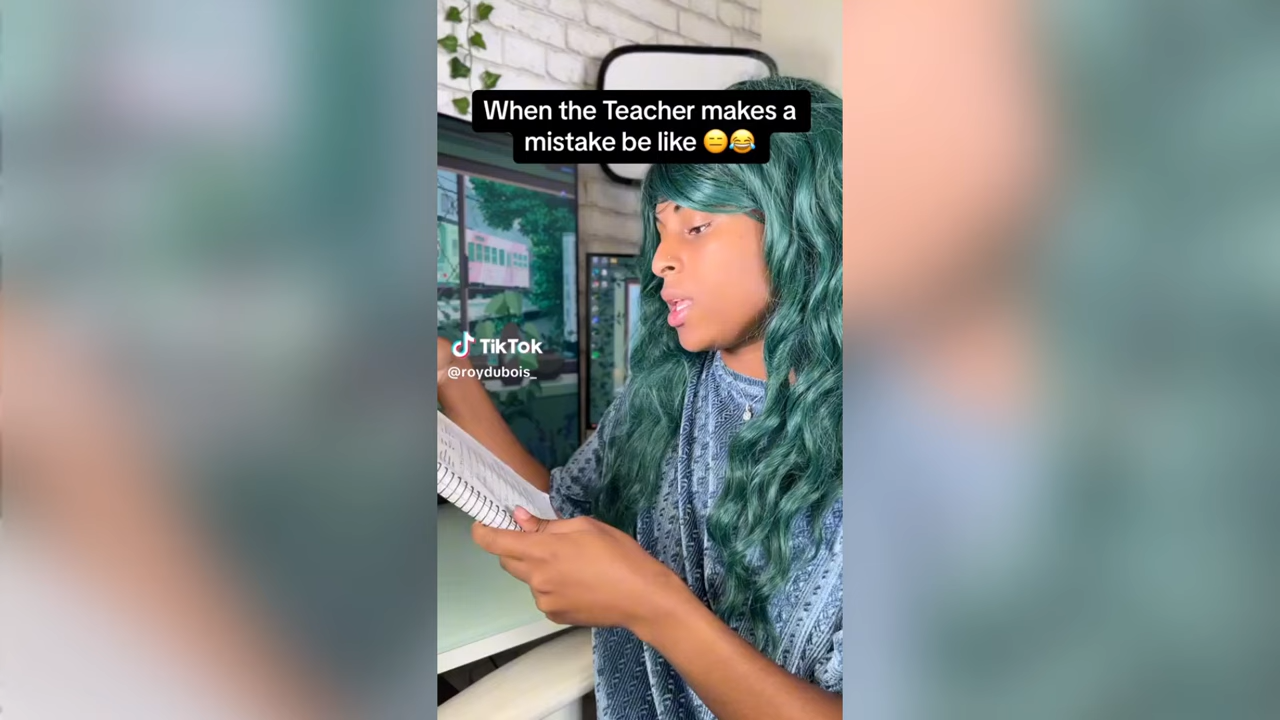 When the Teacher makes a
mistake be like 😑😂
TikTok
@roydubois_